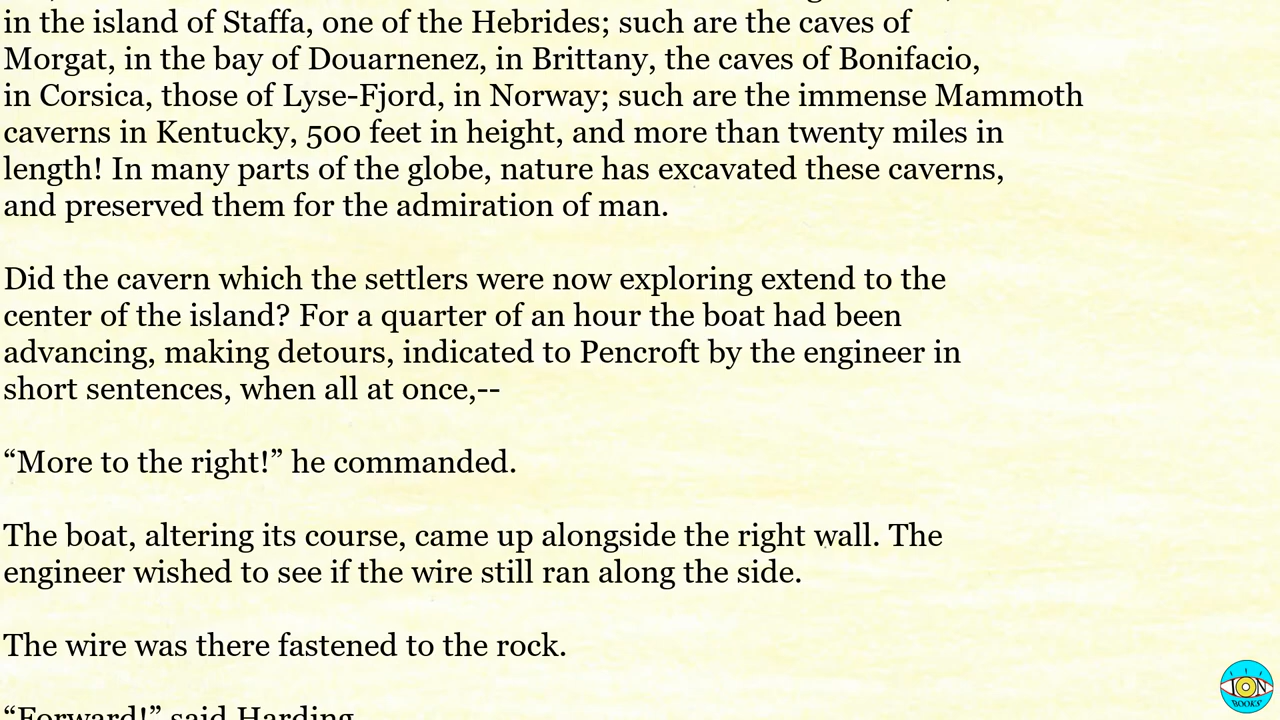 in the island of Staffa, one of the Hebrides; such are the caves of
Morgat, in the bay of Douarnenez, in Brittany, the caves of Bonifacio,
in Corsica, those of Lyse-Fjord, in Norway; such are the immense Mammoth
caverns in Kentucky, 500 feet in height, and more than twenty miles in
length! In many parts of the globe, nature has excavated these caverns,
and preserved them for the admiration of man.
Did the cavern which the settlers were now exploring extend to the
center of the island? For a quarter of an hour the boat had been
advancing, making detours, indicated to Pencroft by the engineer in
short sentences, when all at once,--
“More to the right!” he commanded.
The boat, altering its course, came up alongside the right wall. The
engineer wished to see if the wire still ran along the side.
The wire was there fastened to the rock.
“Forward!” said Harding
ION
BOOKS